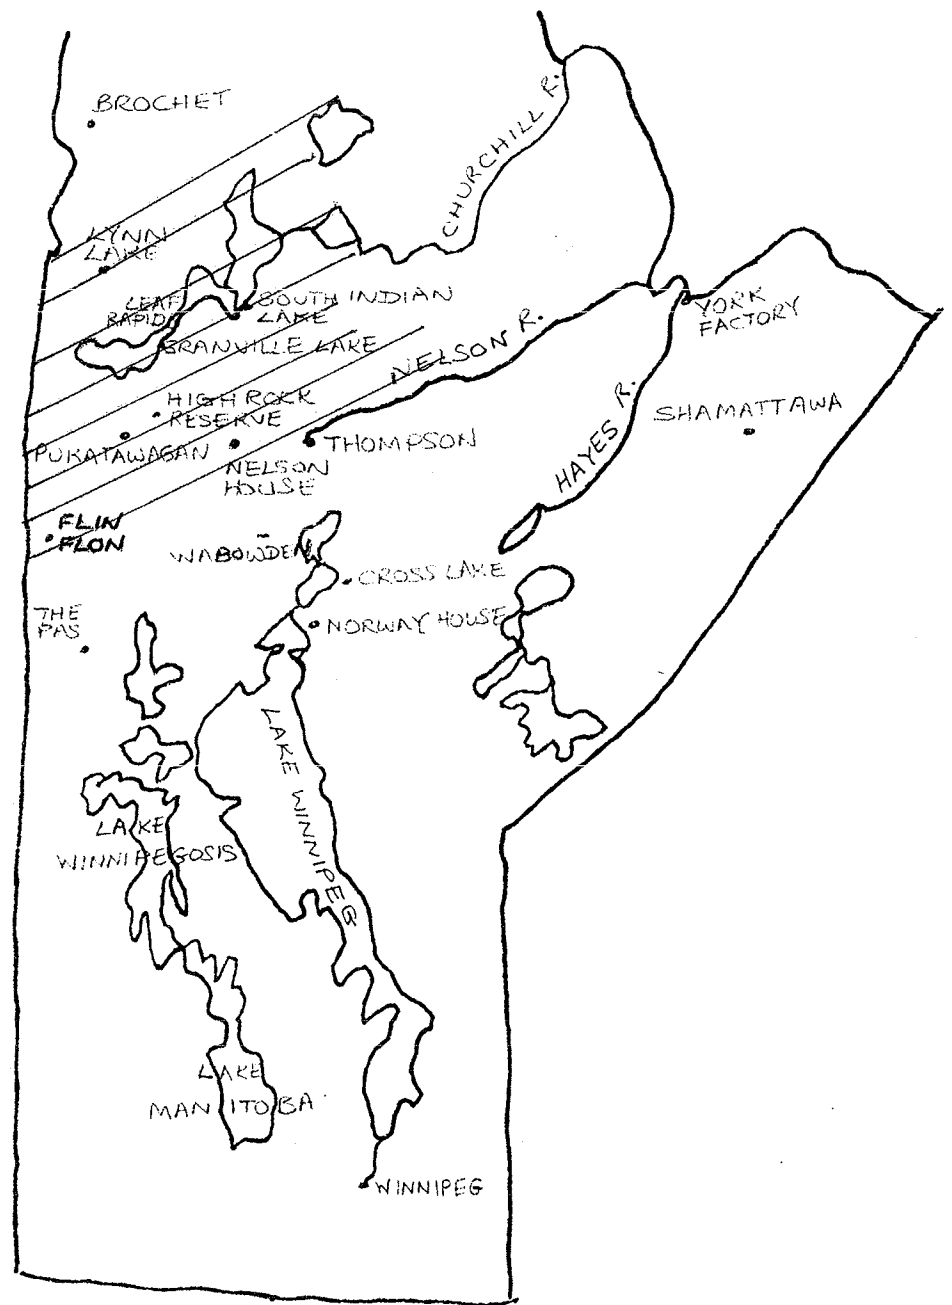 BROCHET
CHURCHILL R.
LYNN
LAKE
LEAF
RAPIDS
SOUTH INDIAN
LAKE
GRANVILLE LAKE
NELSON R.
YORK
FACTORY
HIGH ROCK
RESERVE
HAYES R.
SHAMATTAWA
PUKATAWAGAN
THOMPSON
NELSON
HOUSE
FLIN
FLON
WABOWDEN
CROSS LAKE
THE
PAS
NORWAY HOUSE
LAKE WINNIPEG
LAKE
WINNIPEGOSIS
LAKE
MANITOBA
WINNIPEG